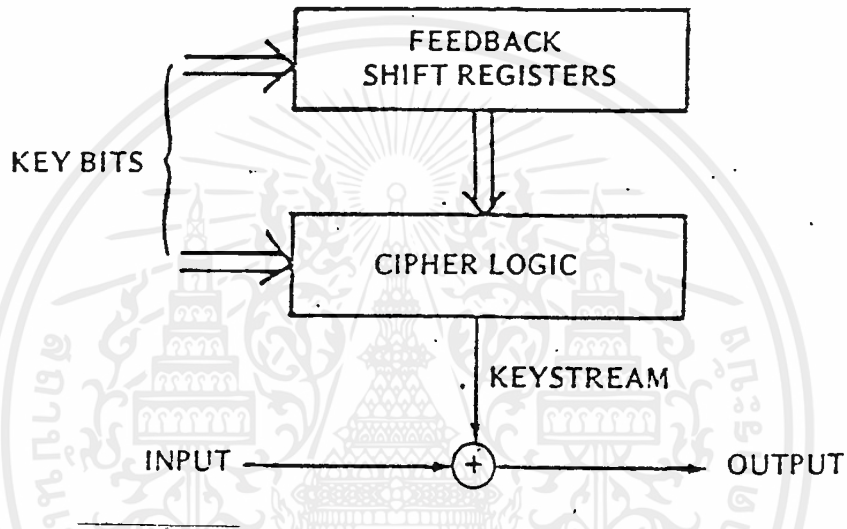 FEEDBACK
SHIFT REGISTERS
KEY BITS
CIPHER LOGIC
KEYSTREAM
INPUT
+
OUTPUT